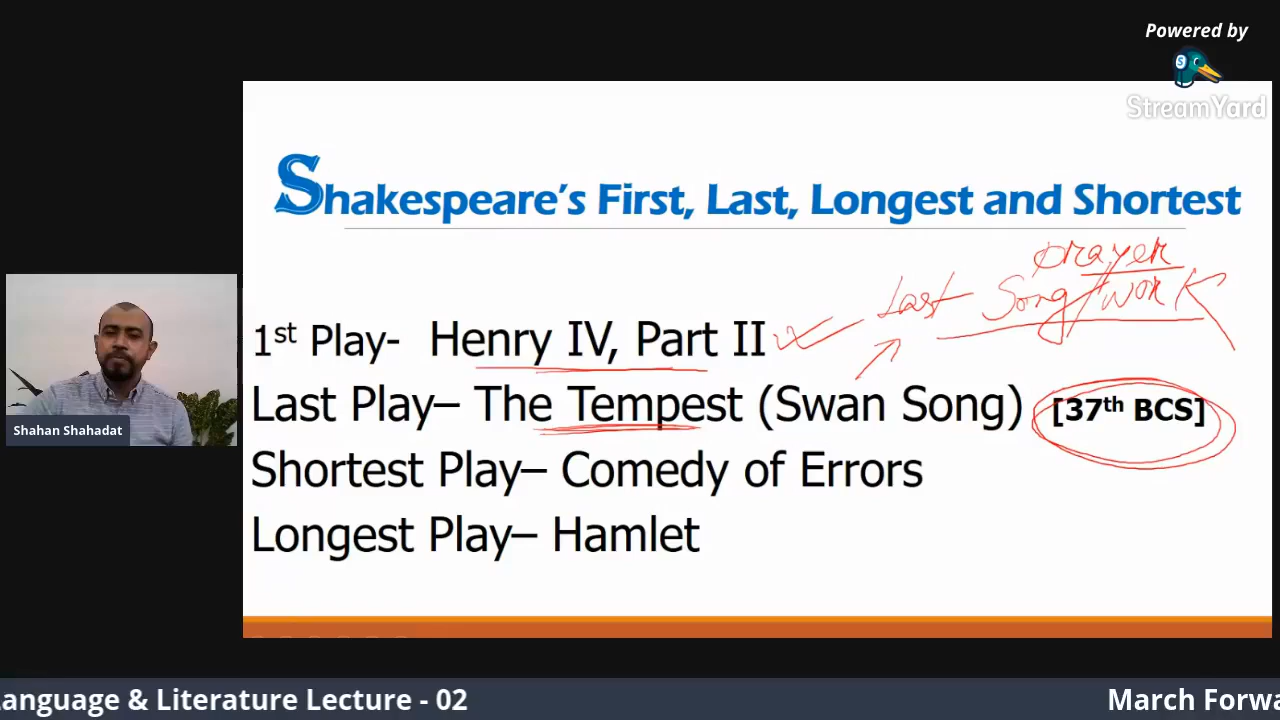 Powered by
StreamYard
Shakespeare's First, Last, Longest and Shortest
prayer
Last Song/work
1st Play- Henry IV, Part II
Last Play– The Tempest (Swan Song) [37th BCS]
Shortest Play– Comedy of Errors
Longest Play– Hamlet
Shahan Shahadat
anguage & Literature Lecture - 02
March Forwa